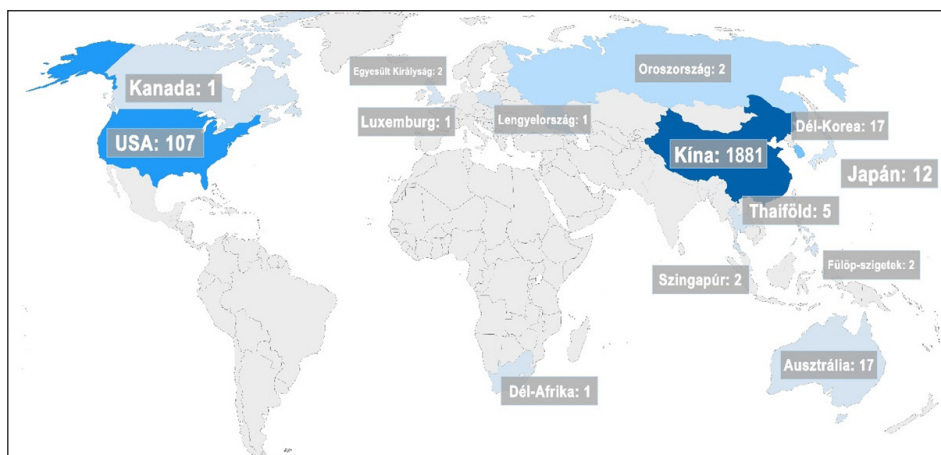 Kanada: 1
USA: 107
Egyesült Királyság: 2
Luxemburg: 1
Lengyelország: 1
Oroszország: 2
Kína: 1881
Dél-Korea: 17
Japán: 12
Thaiföld: 5
Szingapúr: 2
Fülöp-szigetek: 2
Ausztrália: 17
Dél-Afrika: 1